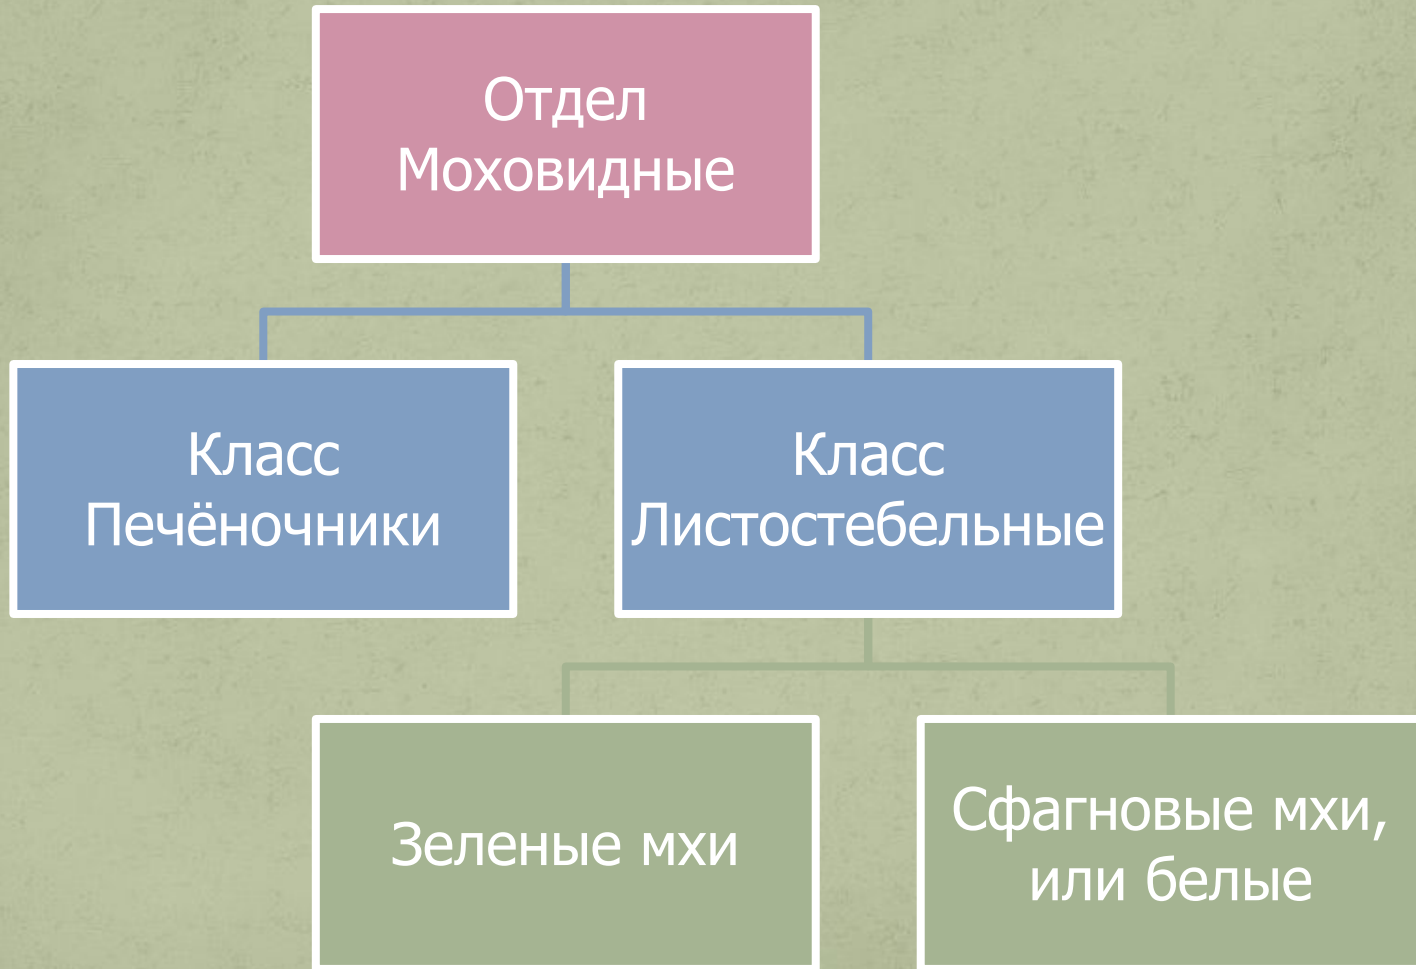 Отдел
Моховидные
Класс
Печёночники
Класс
Листостебельные
Зеленые мхи
Сфагновые мхи,
или белые